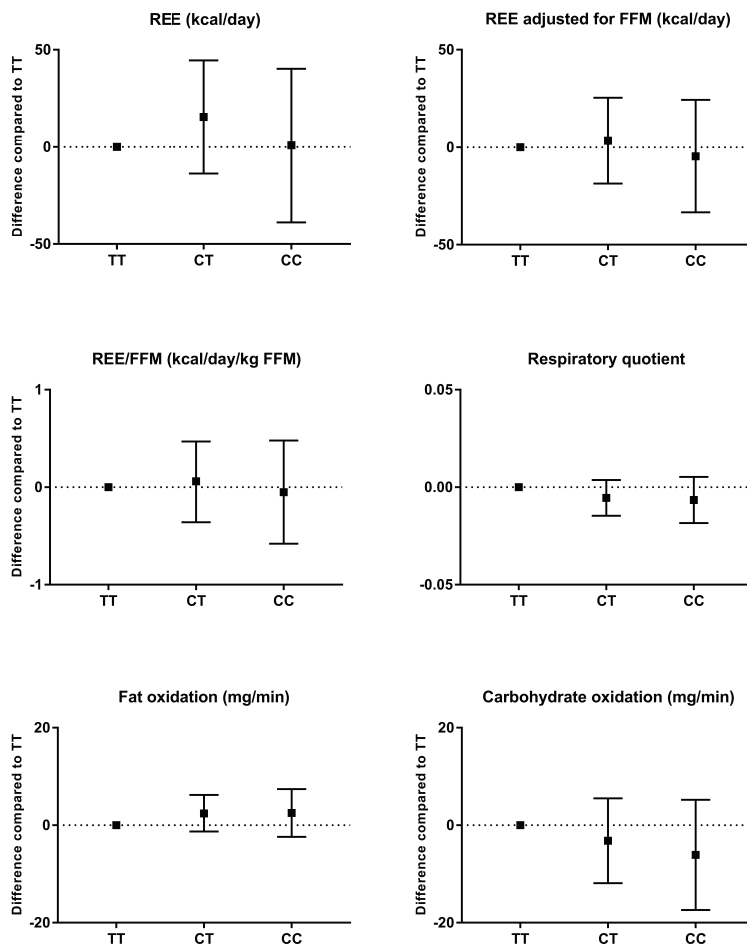 REE (kcal/day)
Difference compared to TT
50
0
-50
TT CT CC
REE adjusted for FFM (kcal/day)
Difference compared to TT
50
0
-50
TT CT CC
REE/FFM (kcal/day/kg FFM)
Difference compared to TT
1
0
-1
TT CT CC
Respiratory quotient
0.05
0.00
-0.05
TT CT CC
Fat oxidation (mg/min)
Difference compared to TT
20
0
-20
TT CT CC
Carbohydrate oxidation (mg/min)
Difference compared to TT
20
0
-20
TT CT CC